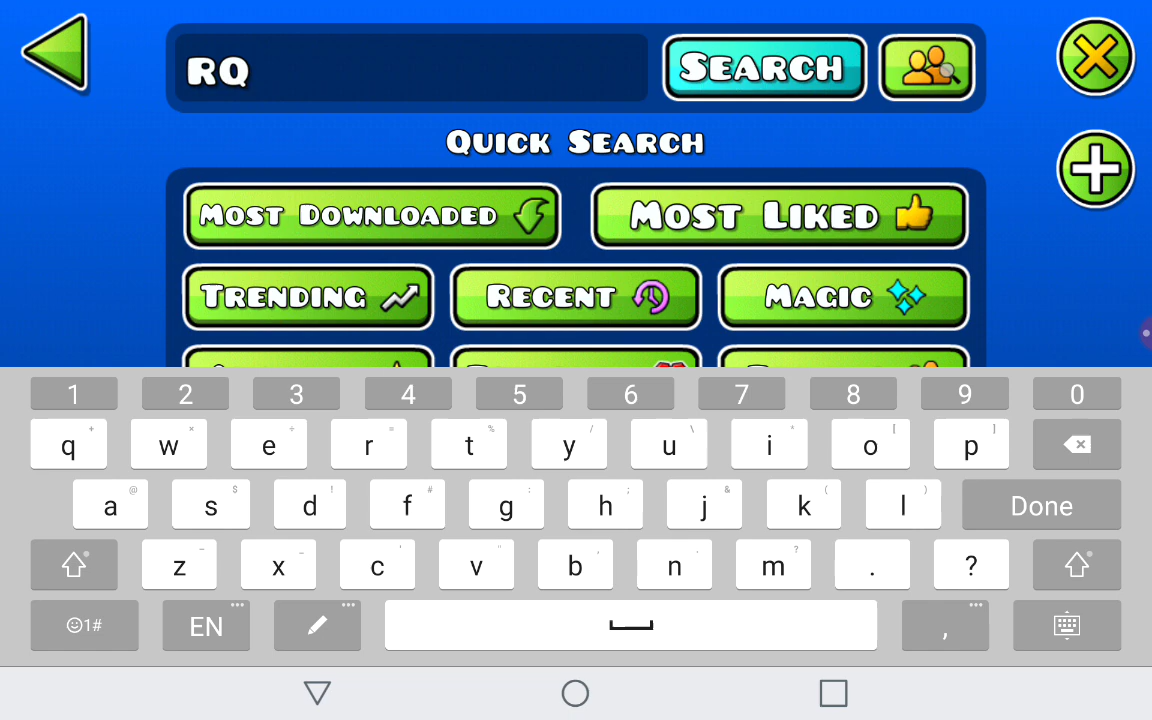 RQ SEARCH
QUICK SEARCH
MOST DOWNLOADED MOST LIKED
TRENDING RECENT MAGIC
1 2 3 4 5 6 7 8 9 0
q w e r t y u i o p
a s d f g h j k l Done
z x c v b n m . ?
1# EN ,